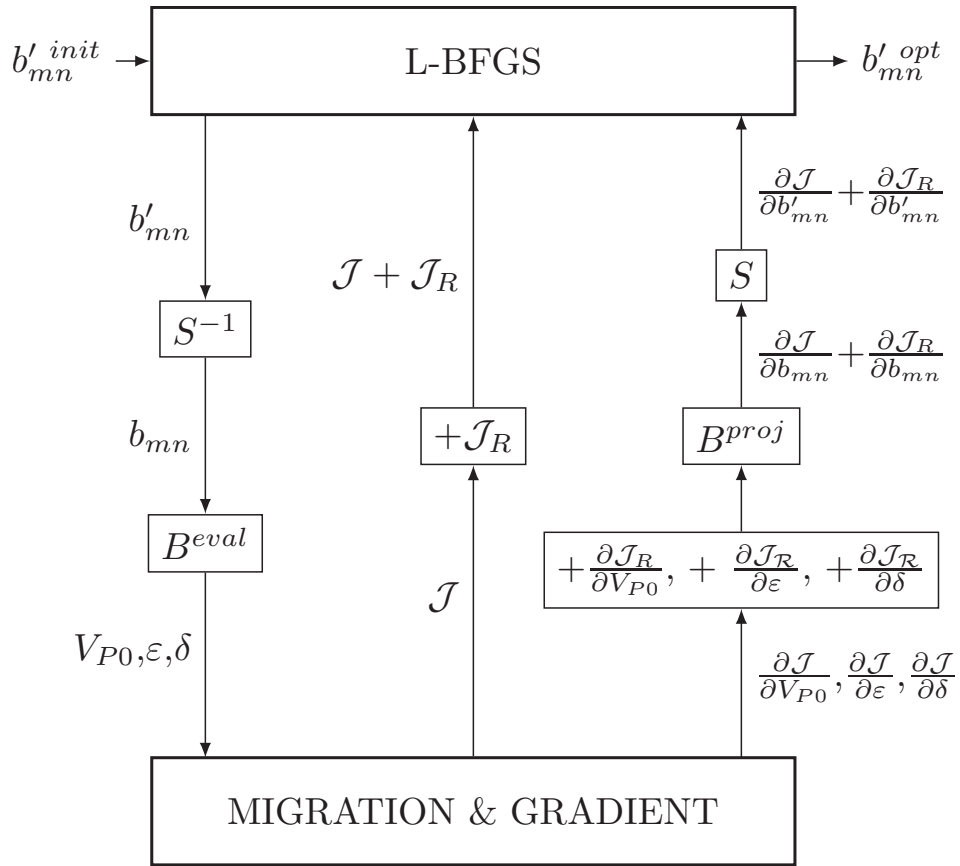 b′_{mn}^{init} L-BFGS b′_{mn}^{opt}
∂𝒥/∂b′_{mn} + ∂𝒥_R/∂b′_{mn}
b′_{mn}
𝒥 + 𝒥_R
S
S^{-1}
∂𝒥/∂b_{mn} + ∂𝒥_R/∂b_{mn}
b_{mn}
+𝒥_R
B^{proj}
B^{eval}
+ ∂𝒥_R/∂V_{P0}, + ∂𝒥_ℛ/∂ε, + ∂𝒥_ℛ/∂δ
𝒥
V_{P0},ε,δ
∂𝒥/∂V_{P0}, ∂𝒥/∂ε, ∂𝒥/∂δ
MIGRATION & GRADIENT